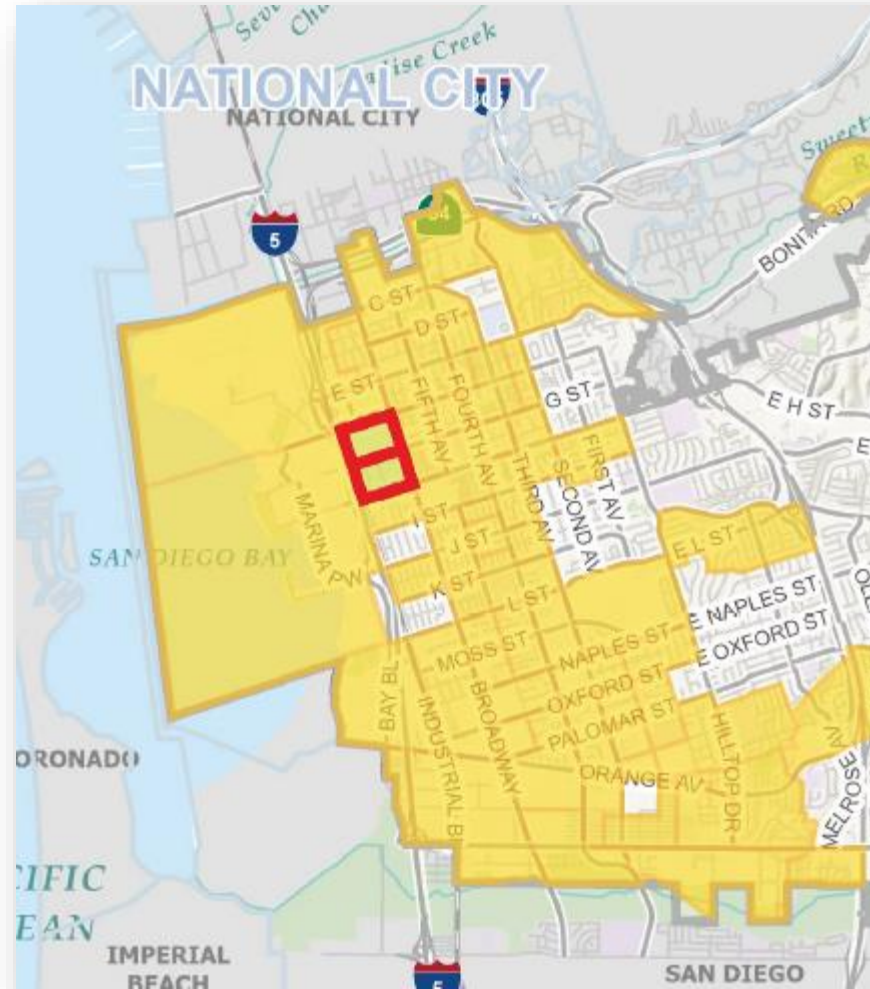 NATIONAL CITY
NATIONAL CITY
Creek
5
54
BONITA RD
C ST
D ST
E ST
FIFTH AV
FOURTH AV
G ST
E H ST
THIRD AV
SECOND AV
FIRST AV
MARINA
I ST
J ST
K ST
L ST
E L ST
SAN DIEGO BAY
E NAPLES ST
E OXFORD ST
MOSS ST
NAPLES ST
OXFORD ST
PALOMAR ST
BAY BL
INDUSTRIAL B
BROADWAY
ORANGE AV
HILLTOP DR
MELROSE AV
ORONADO
CIFIC
EAN
IMPERIAL
BEACH
5
SAN DIEGO